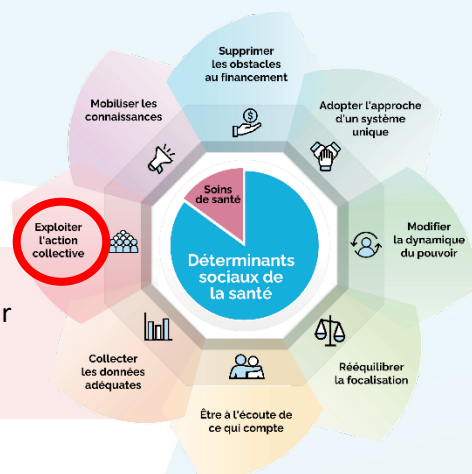 Supprimer
les obstacles
au financement
Adopter l'approche
d'un système
unique
Modifier
la dynamique
du pouvoir
Rééquilibrer
la focalisation
Être à l'écoute de
ce qui compte
Collecter
les données
adéquates
Exploiter
l'action
collective
Mobiliser les
connaissances
Soins
de santé
Déterminants
sociaux de
la santé
r